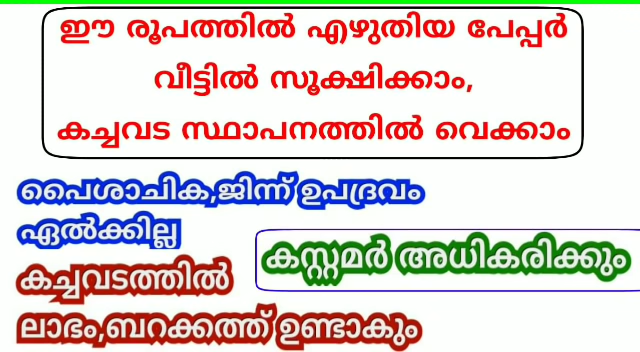 ഈ രൂപത്തിൽ എഴുതിയ പേപ്പർ
വീട്ടിൽ സൂക്ഷിക്കാം,
കച്ചവട സ്ഥാപനത്തിൽ വെക്കാം
പൈശാചിക,ജിന്ന് ഉപദ്രവം
ഏൽക്കില്ല
കസ്റ്റമർ അധികരിക്കും
കച്ചവടത്തിൽ
ലാഭം,ബറക്കത്ത് ഉണ്ടാകും